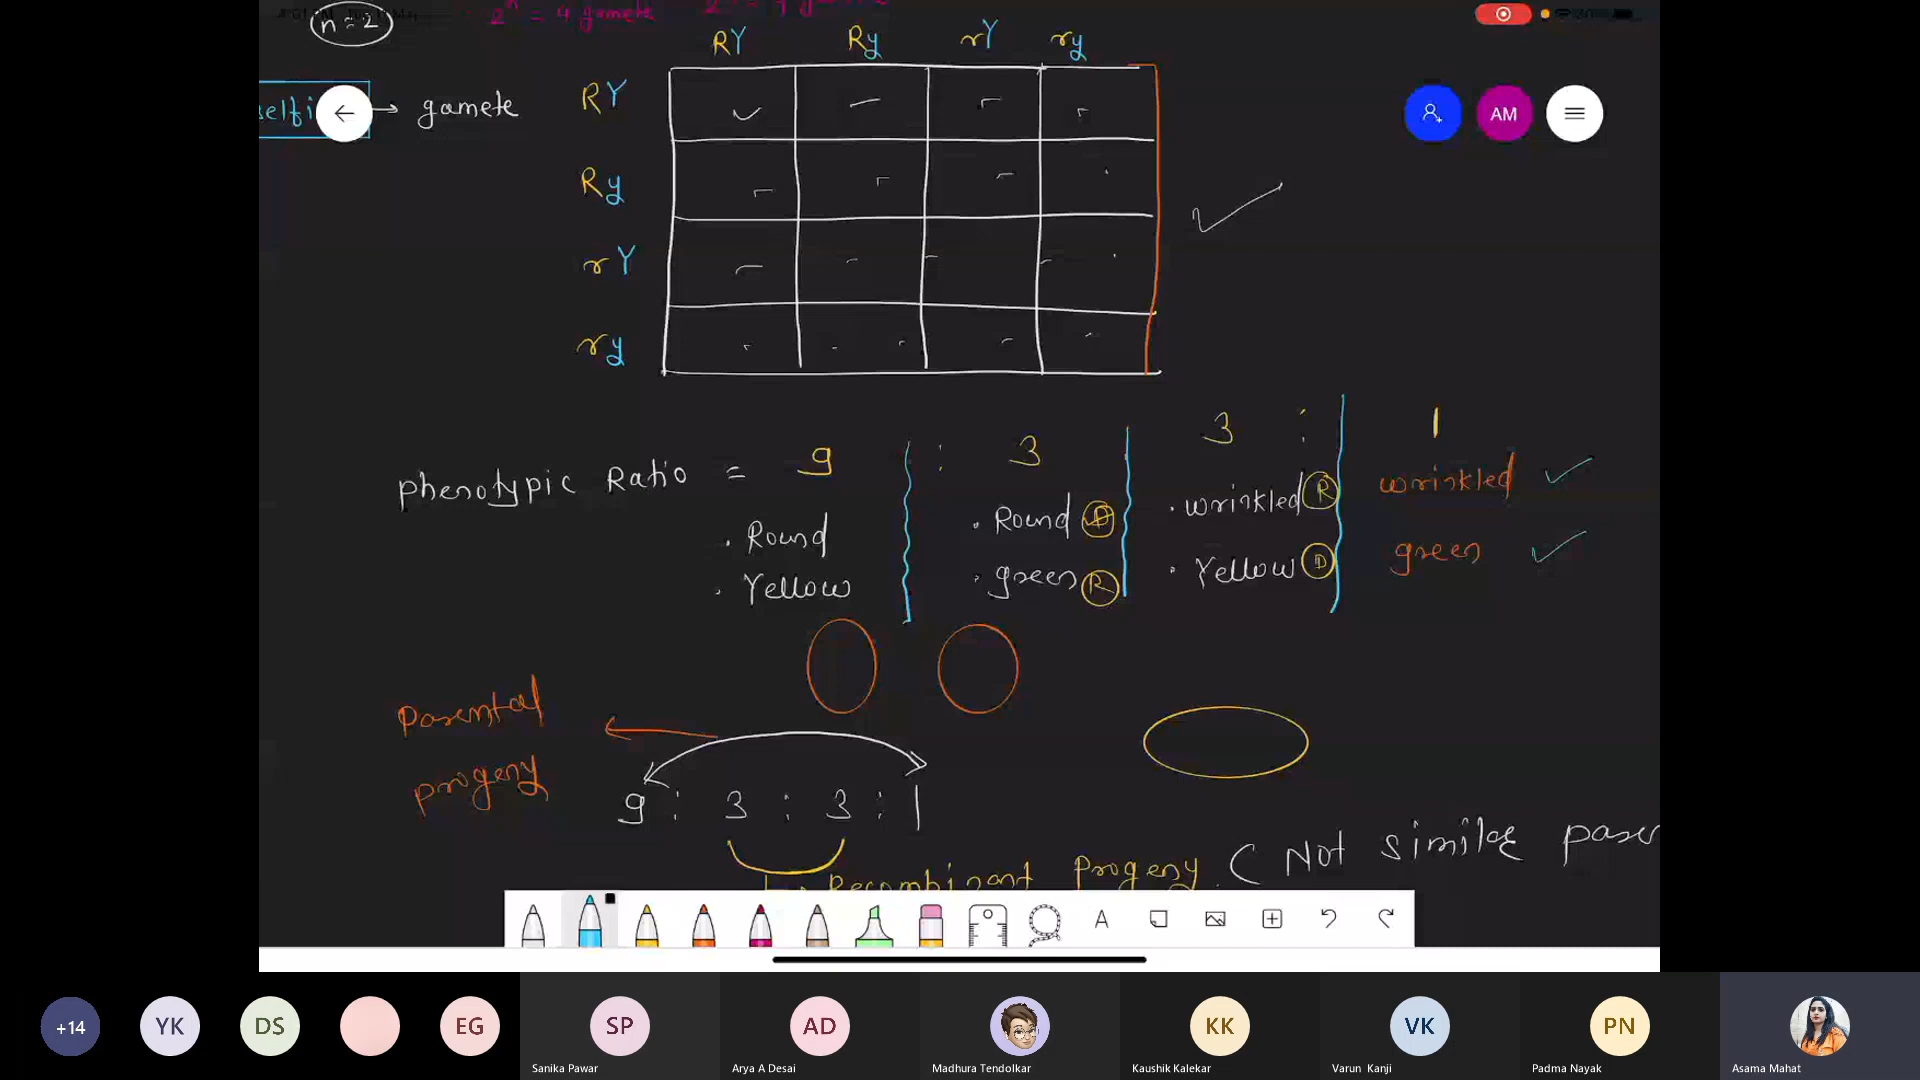 2^n = 4 gamete
n = 2
RY Ry rY ry
selfi → gamete
RY
Ry
rY
ry
AM
Phenotypic Ratio = 9 : 3 3 : 1
. Round . Round D . wrinkled R wrinkled
. Yellow . green R . Yellow D green
Parental
progeny
9 : 3 : 3 : 1
Recombinant Progeny ( Not similar paren
A
+14 YK DS EG SP AD KK VK PN
Sanika Pawar Arya A Desai Madhura Tendolkar Kaushik Kalekar Varun Kanji Padma Nayak Asama Mahat